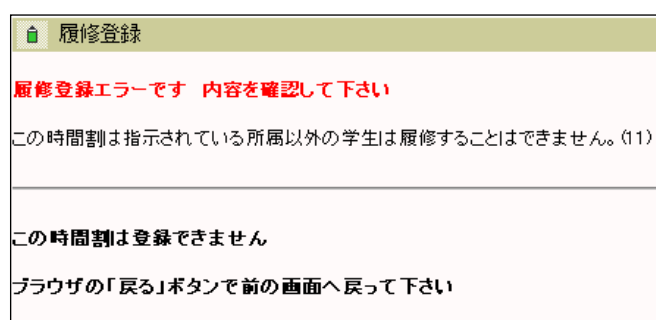 履修登録
履修登録エラーです 内容を確認して下さい
この時間割は指示されている所属以外の学生は履修することはできません。(11)
この時間割は登録できません
ブラウザの「戻る」ボタンで前の画面へ戻って下さい